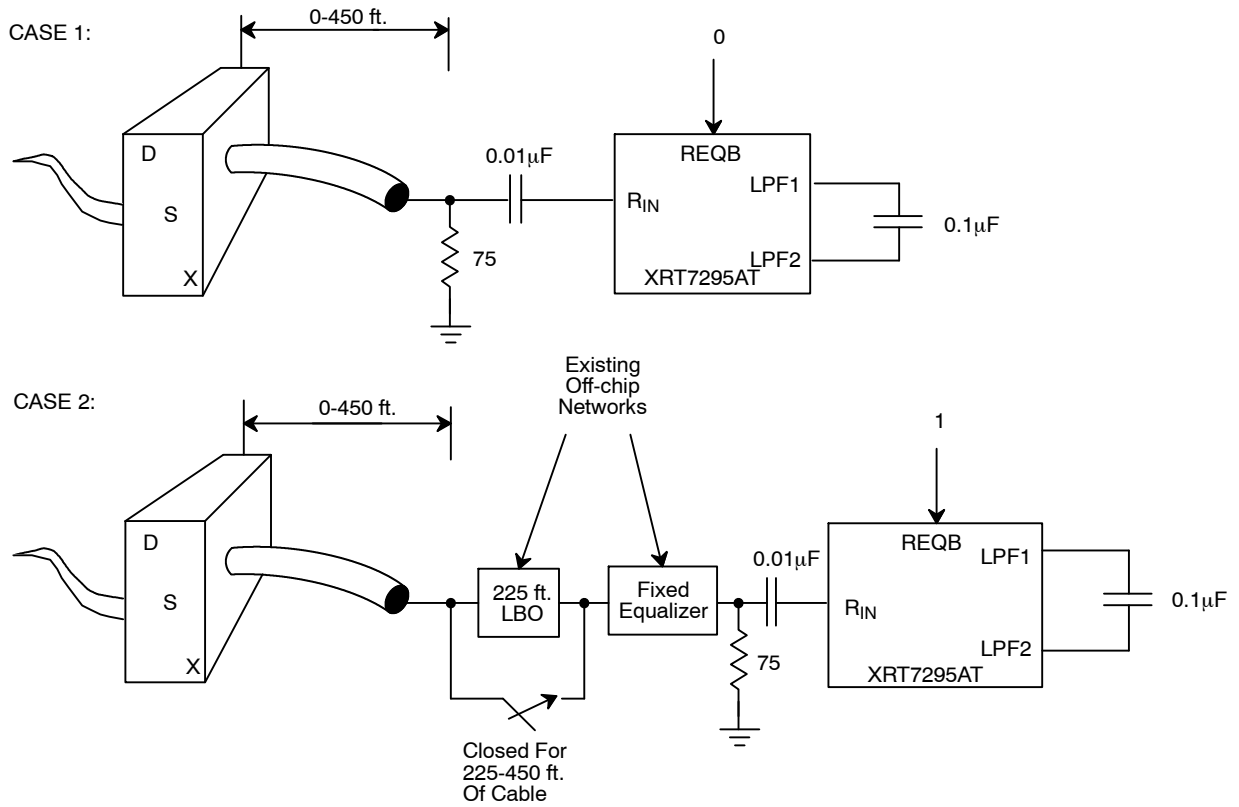 CASE 1:
0-450 ft.
0
D
S
X
0.01μF
75
REQB
R_IN
LPF1
LPF2
XRT7295AT
0.1μF
CASE 2:
0-450 ft.
Existing
Off-chip
Networks
1
D
S
X
225 ft.
LBO
Fixed
Equalizer
0.01μF
75
REQB
R_IN
LPF1
LPF2
XRT7295AT
0.1μF
Closed For
225-450 ft.
Of Cable